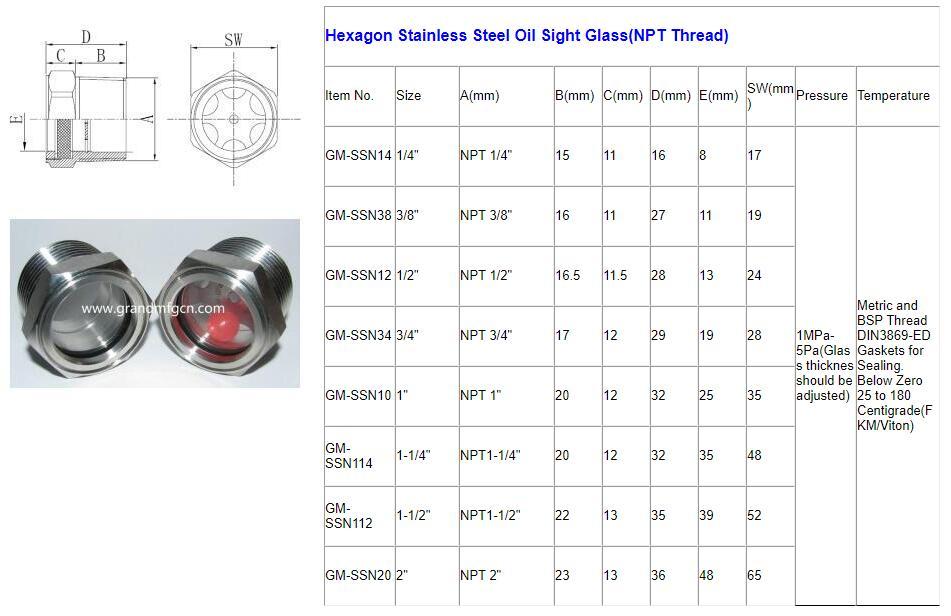 D
C B
SW
E
A
www.grandmfgcn.com
Hexagon Stainless Steel Oil Sight Glass(NPT Thread)
Item No. Size A(mm) B(mm) C(mm) D(mm) E(mm) SW(mm
) Pressure Temperature
GM-SSN14 1/4" NPT 1/4" 15 11 16 8 17
GM-SSN38 3/8" NPT 3/8" 16 11 27 11 19
GM-SSN12 1/2" NPT 1/2" 16.5 11.5 28 13 24
GM-SSN34 3/4" NPT 3/4" 17 12 29 19 28
GM-SSN10 1" NPT 1" 20 12 32 25 35
GM-
SSN114 1-1/4" NPT1-1/4" 20 12 32 35 48
GM-
SSN112 1-1/2" NPT1-1/2" 22 13 35 39 52
GM-SSN20 2" NPT 2" 23 13 36 48 65
1MPa-
5Pa(Glas
s thicknes
should be
adjusted)
Metric and
BSP Thread
DIN3869-ED
Gaskets for
Sealing.
Below Zero
25 to 180
Centigrade(F
KM/Viton)